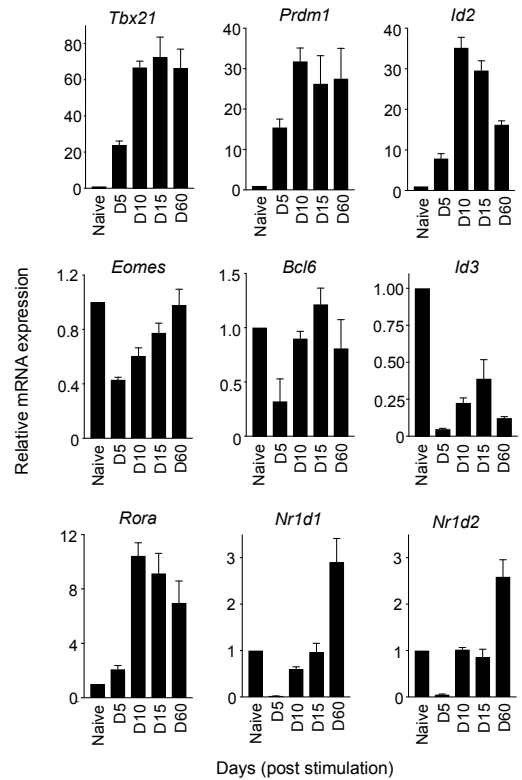 Tbx21 Prdm1 Id2
80 60 40 20 0
40 30 20 10 0
40 30 20 10 0
Naive D5 D10 D15 D60
Naive D5 D10 D15 D60
Naive D5 D10 D15 D60
Relative mRNA expression
Eomes Bcl6 Id3
1.2 0.8 0.4 0
1.5 1.0 0.5 0
1.00 0.75 0.50 0.25 0
Naive D5 D10 D15 D60
Naive D5 D10 D15 D60
Naive D5 D10 D15 D60
Rora Nr1d1 Nr1d2
12 8 4 0
3 2 1 0
3 2 1 0
Naive D5 D10 D15 D60
Naive D5 D10 D15 D60
Naive D5 D10 D15 D60
Days (post stimulation)